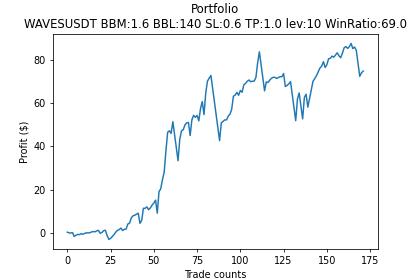 Portfolio
WAVESUSDT BBM:1.6 BBL:140 SL:0.6 TP:1.0 lev:10 WinRatio:69.0
80
60
40
20
0
Profit ($)
0 25 50 75 100 125 150 175
Trade counts